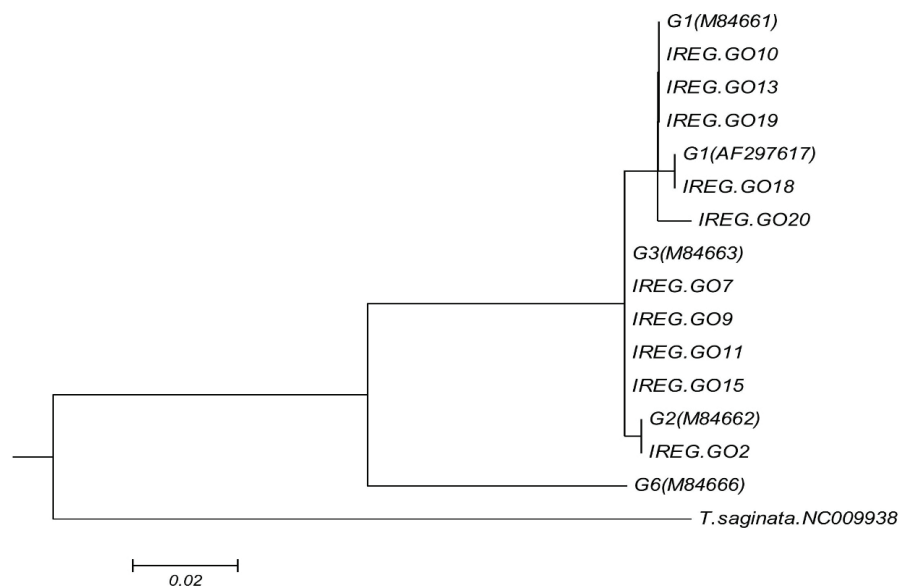 G1(M84661)
IREG.GO10
IREG.GO13
IREG.GO19
G1(AF297617)
IREG.GO18
IREG.GO20
G3(M84663)
IREG.GO7
IREG.GO9
IREG.GO11
IREG.GO15
G2(M84662)
IREG.GO2
G6(M84666)
T.saginata.NC009938
0.02